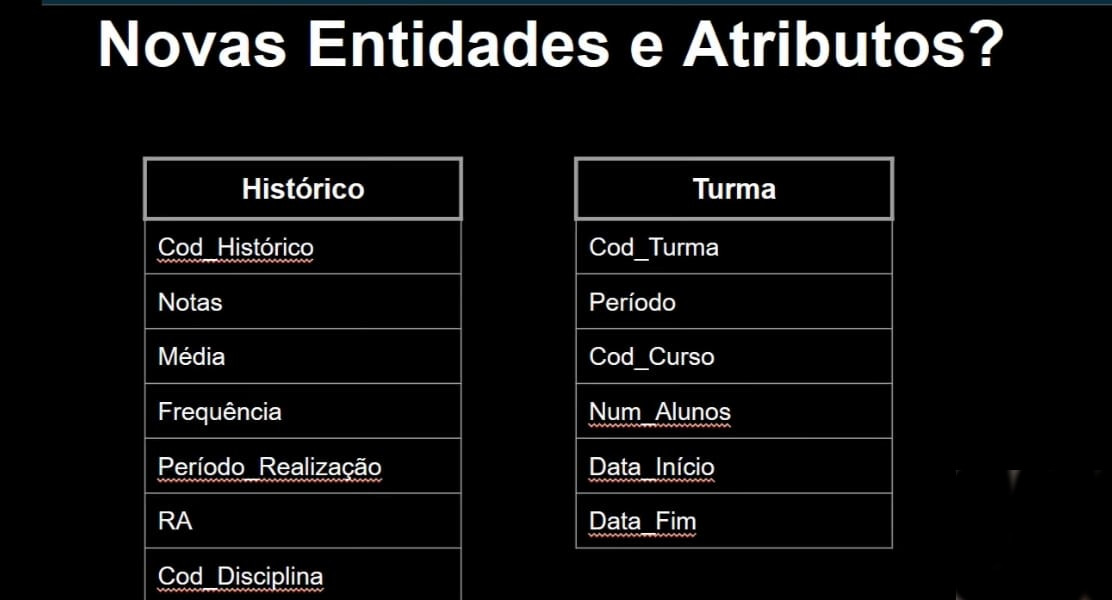 Novas Entidades e Atributos?
Histórico
Cod_Histórico
Notas
Média
Frequência
Período_Realização
RA
Cod_Disciplina
Turma
Cod_Turma
Período
Cod_Curso
Num_Alunos
Data_Início
Data_Fim